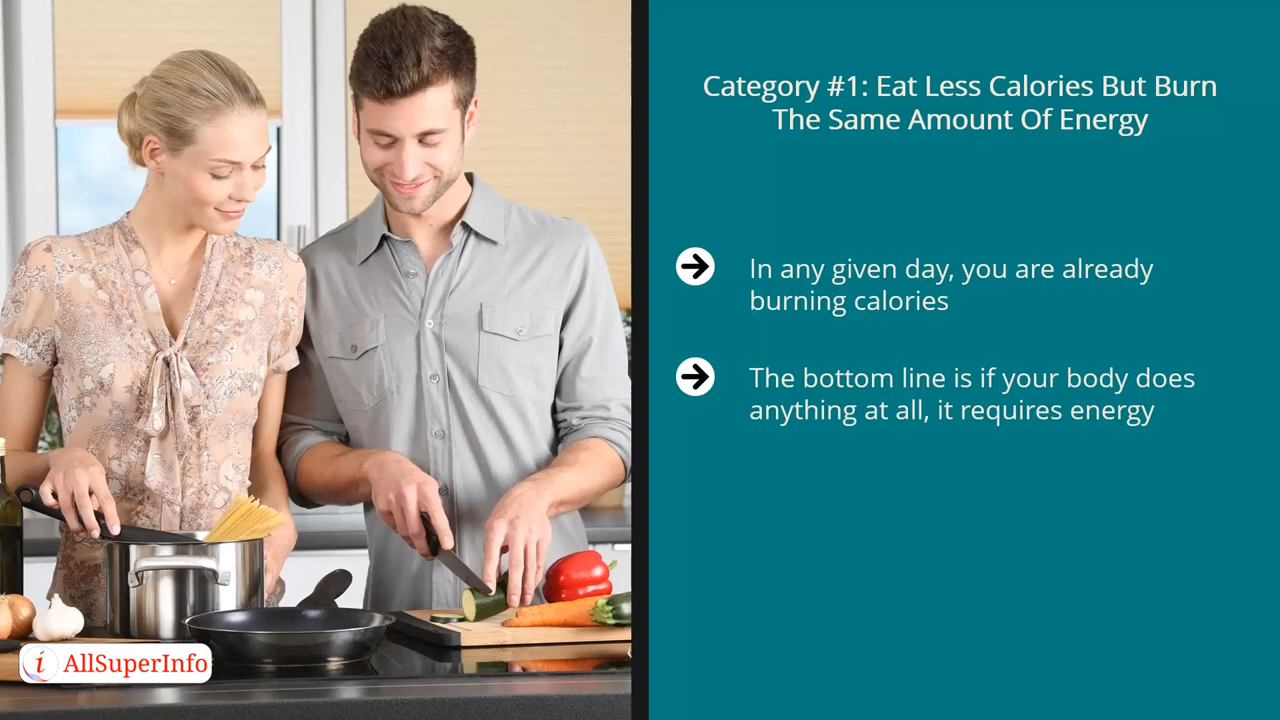 Category #1: Eat Less Calories But Burn
The Same Amount Of Energy
In any given day, you are already
burning calories
The bottom line is if your body does
anything at all, it requires energy
i AllSuperInfo